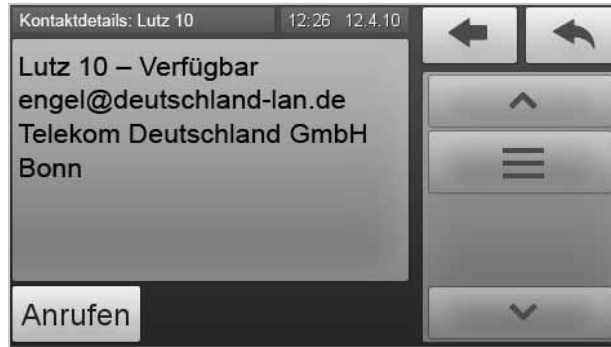 Kontaktdetails: Lutz 10 12:26 12.4.10
Lutz 10 – Verfügbar
engel@deutschland-lan.de
Telekom Deutschland GmbH
Bonn
Anrufen